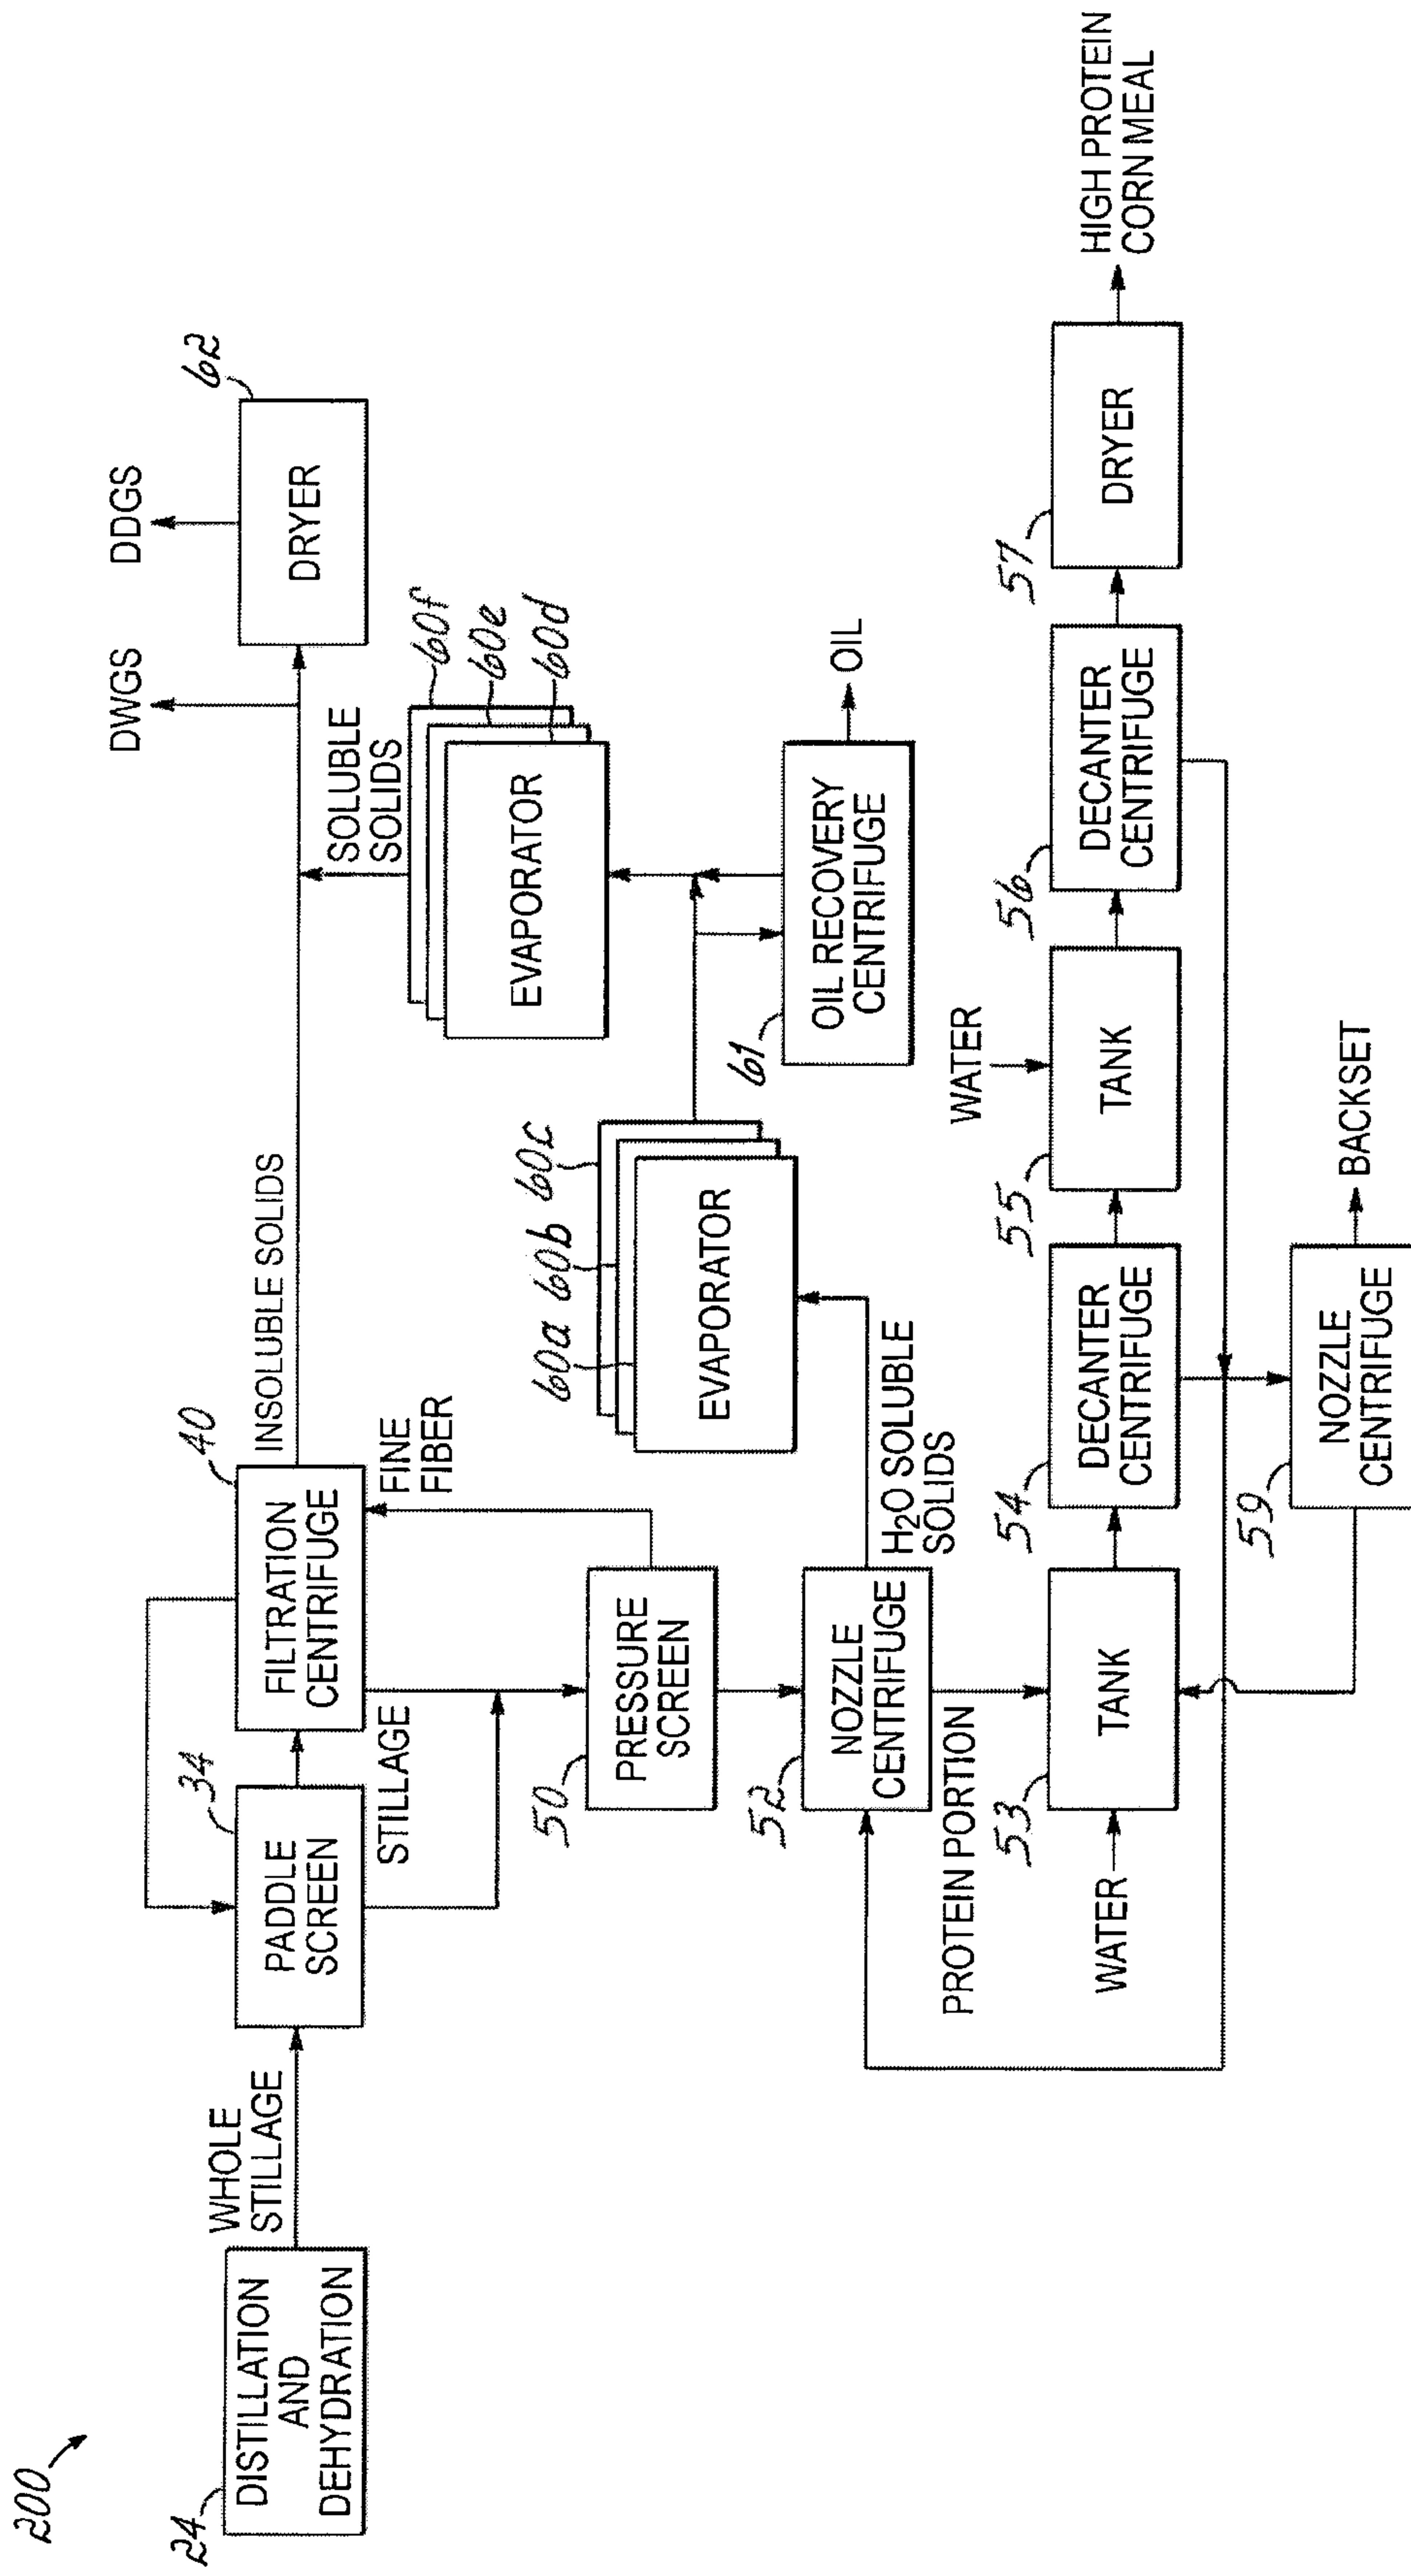 200
24
DISTILLATION
AND
DEHYDRATION
WHOLE
STILLAGE
34
PADDLE
SCREEN
STILLAGE
40
FILTRATION
CENTRIFUGE
FINE
FIBER
INSOLUBLE SOLIDS
DWGS
DDGS
62
DRYER
SOLUBLE
SOLIDS
60f
60e
60d
EVAPORATOR
50
PRESSURE
SCREEN
60a
60b
60c
EVAPORATOR
61
OIL RECOVERY
CENTRIFUGE
OIL
52
NOZZLE
CENTRIFUGE
H2O SOLUBLE
SOLIDS
PROTEIN PORTION
WATER
53
TANK
54
DECANTER
CENTRIFUGE
WATER
55
TANK
56
DECANTER
CENTRIFUGE
57
DRYER
HIGH PROTEIN
CORN MEAL
59
NOZZLE
CENTRIFUGE
BACKSET